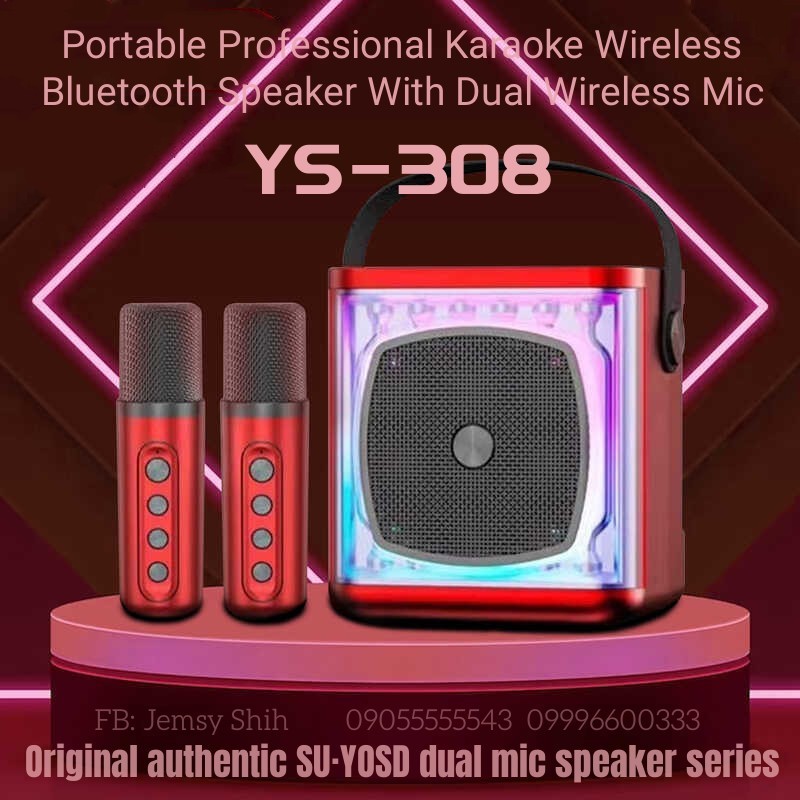 Portable Professional Karaoke Wireless
Bluetooth Speaker With Dual Wireless Mic
YS-308
FB: Jemsy Shih 09055555543 09996600333
Original authentic SU·YOSD dual mic speaker series